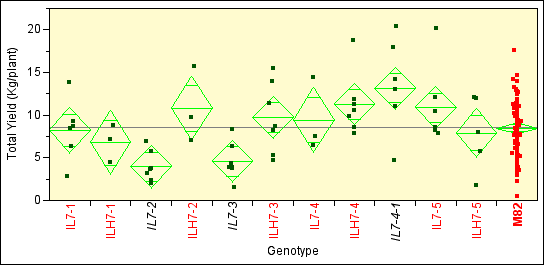 Total Yield (Kg/plant)
20
15
10
5
0
IL7-1
ILH7-1
IL7-2
ILH7-2
IL7-3
ILH7-3
IL7-4
ILH7-4
IL7-4-1
IL7-5
ILH7-5
M82
Genotype